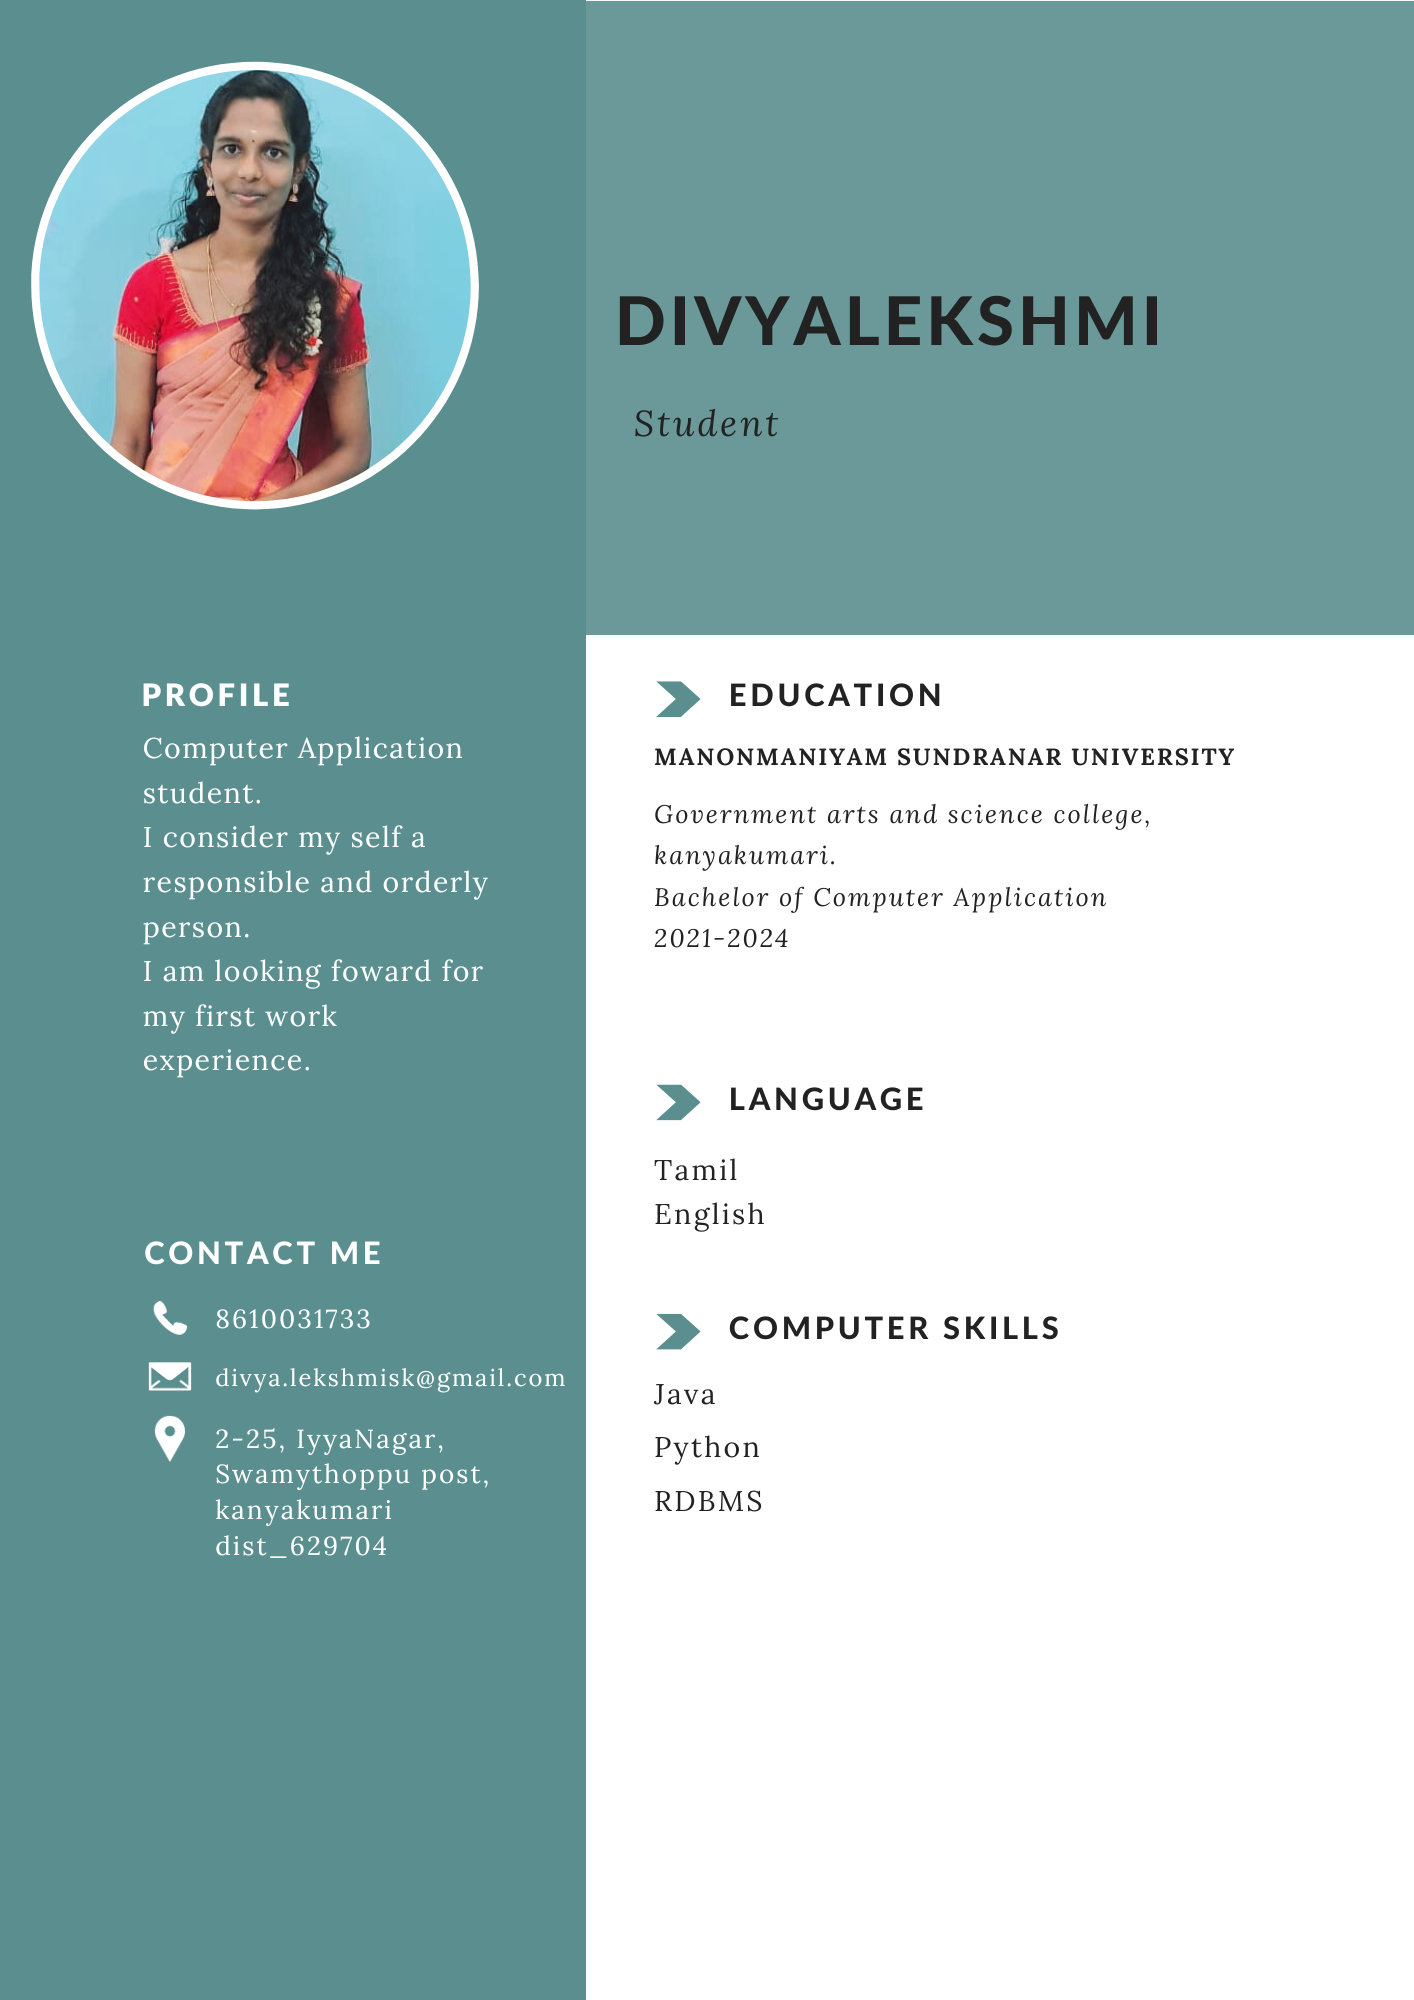 DIVYALEKSHMI
Student
PROFILE
Computer Application
student.
I consider my self a
responsible and orderly
person.
I am looking foward for
my first work
experience.
CONTACT ME
8610031733
divya.lekshmisk@gmail.com
2-25, IyyaNagar,
Swamythoppu post,
kanyakumari
dist_629704
EDUCATION
MANONMANIYAM SUNDRANAR UNIVERSITY
Government arts and science college,
kanyakumari.
Bachelor of Computer Application
2021-2024
LANGUAGE
Tamil
English
COMPUTER SKILLS
Java
Python
RDBMS